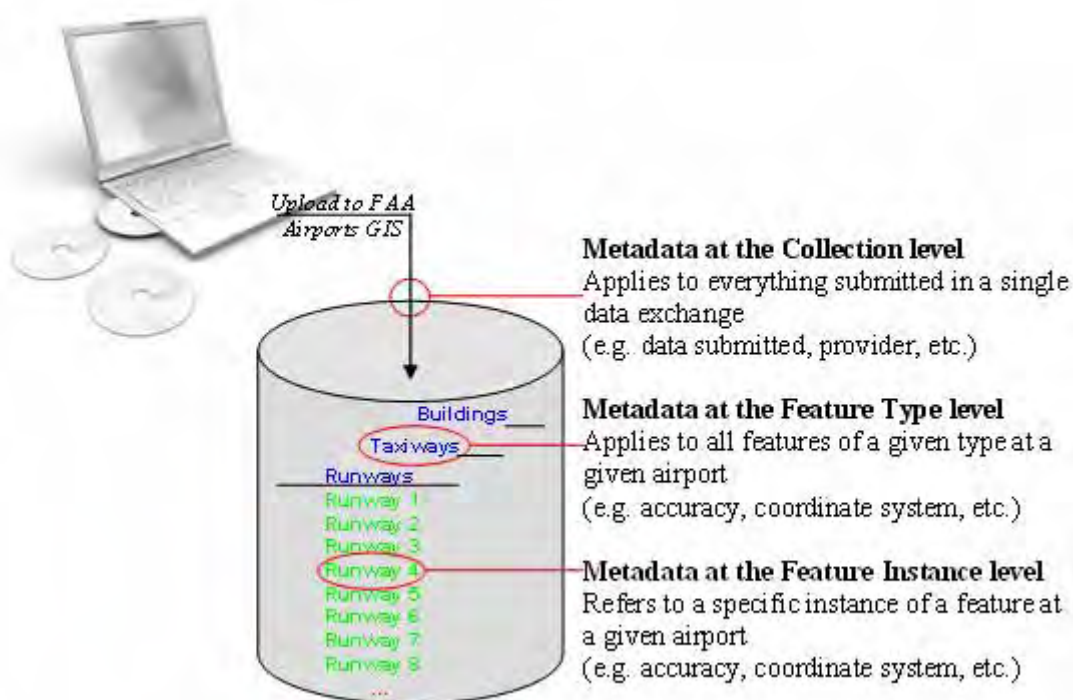 Upload to FAA
Airports GIS
Metadata at the Collection level
Applies to everything submitted in a single
data exchange
(e.g. data submitted, provider, etc.)
Buildings
Taxiways
Runways
Runway 1
Runway 2
Runway 3
Runway 4
Runway 5
Runway 6
Runway 7
Runway 8
...
Metadata at the Feature Type level
Applies to all features of a given type at a
given airport
(e.g. accuracy, coordinate system, etc.)
Metadata at the Feature Instance level
Refers to a specific instance of a feature at
a given airport
(e.g. accuracy, coordinate system, etc.)